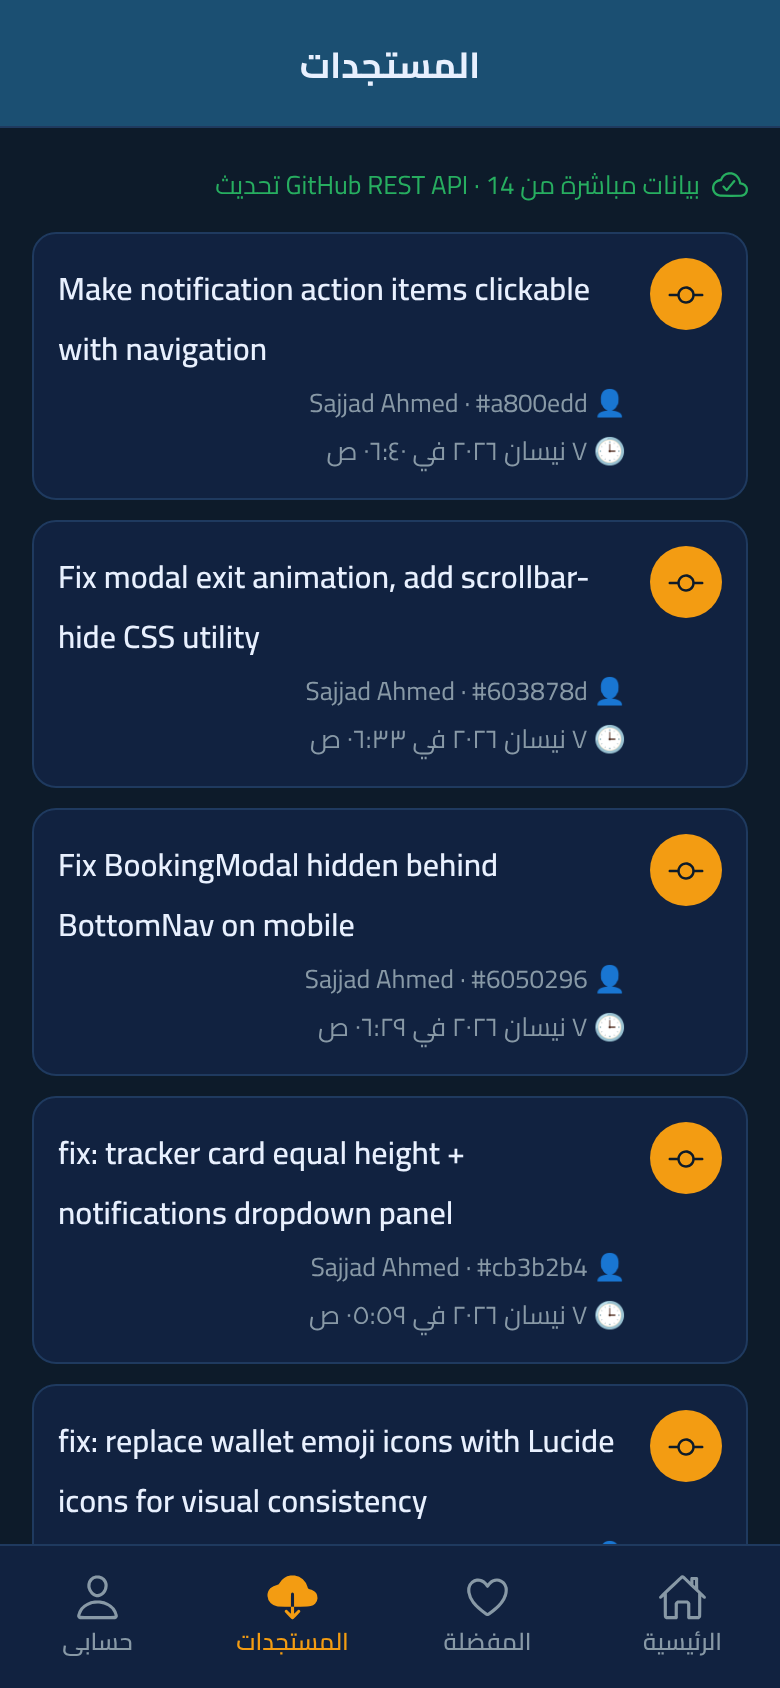 المستجدات
بيانات مباشرة من GitHub REST API · 14 تحديث
Make notification action items clickable
with navigation
👤 Sajjad Ahmed · #a800edd
🕒 ٧ نيسان ٢٠٢٦ في ٠٦:٤٠ ص
Fix modal exit animation, add scrollbar-
hide CSS utility
👤 Sajjad Ahmed · #603878d
🕒 ٧ نيسان ٢٠٢٦ في ٠٦:٣٣ ص
Fix BookingModal hidden behind
BottomNav on mobile
👤 Sajjad Ahmed · #6050296
🕒 ٧ نيسان ٢٠٢٦ في ٠٦:٢٩ ص
fix: tracker card equal height +
notifications dropdown panel
👤 Sajjad Ahmed · #cb3b2b4
🕒 ٧ نيسان ٢٠٢٦ في ٠٥:٥٩ ص
fix: replace wallet emoji icons with Lucide
icons for visual consistency
الرئيسية
المفضلة
المستجدات
حسابي